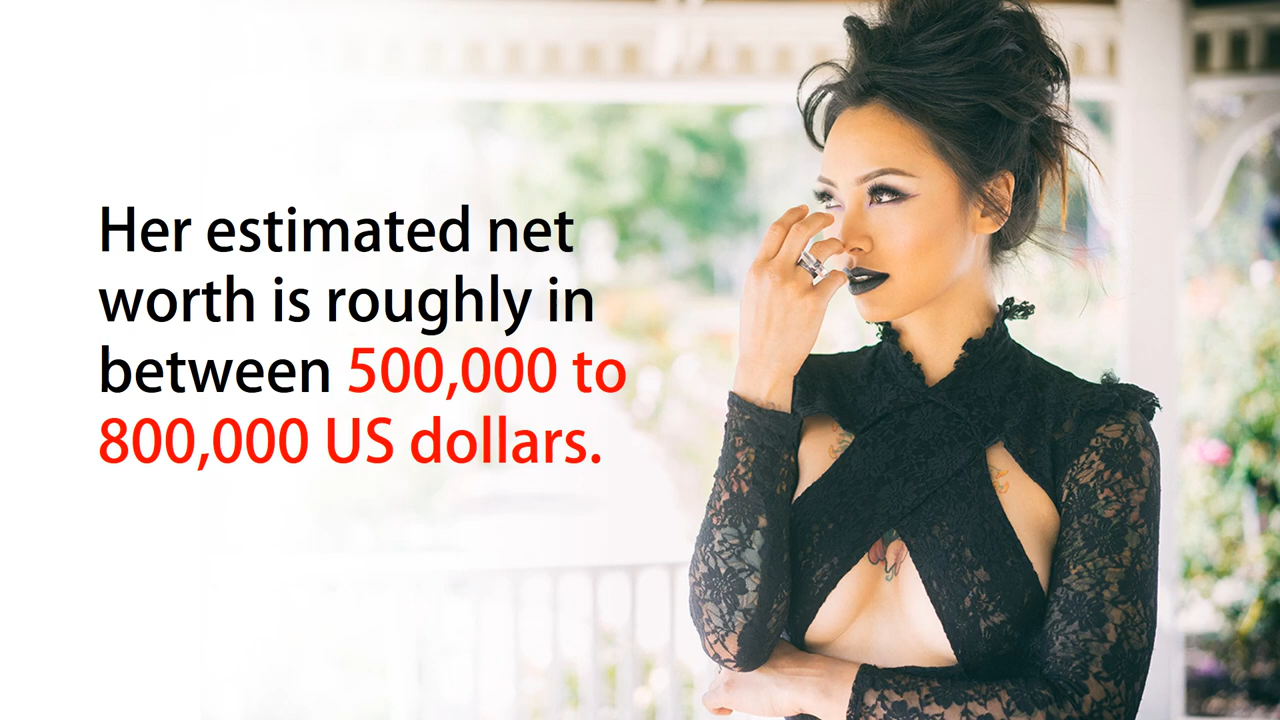 Her estimated net
worth is roughly in
between 500,000 to
800,000 US dollars.